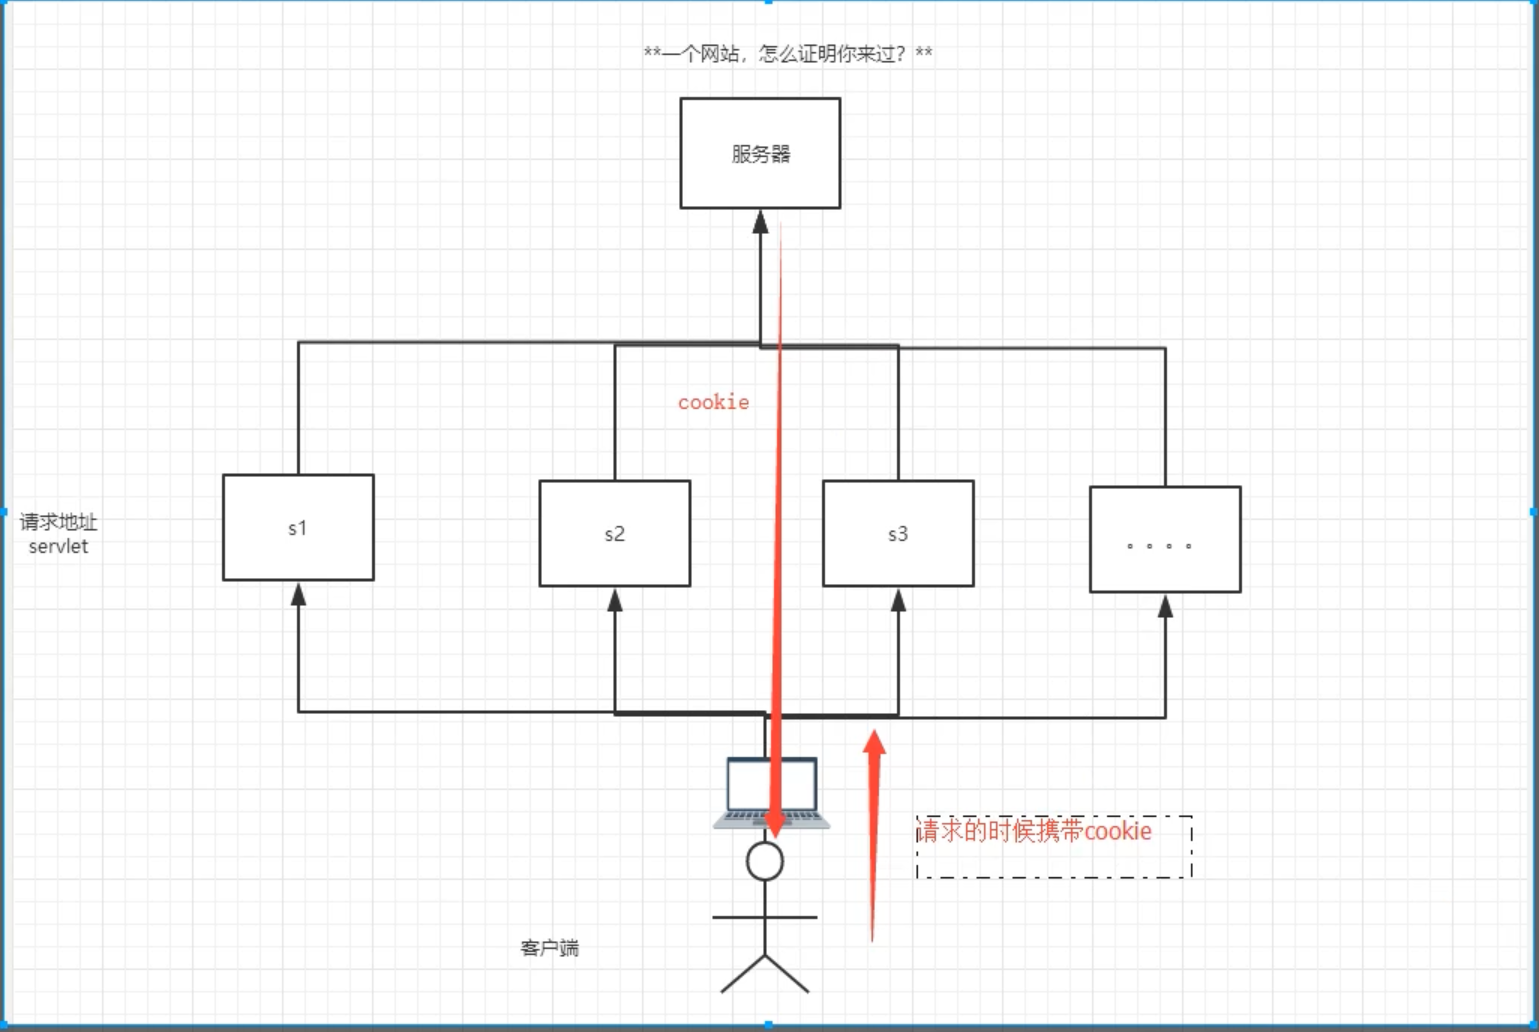 **一个网站，怎么证明你来过？**
服务器
cookie
请求地址
servlet
s1
s2
s3
。。。。
请求的时候携带cookie
客户端